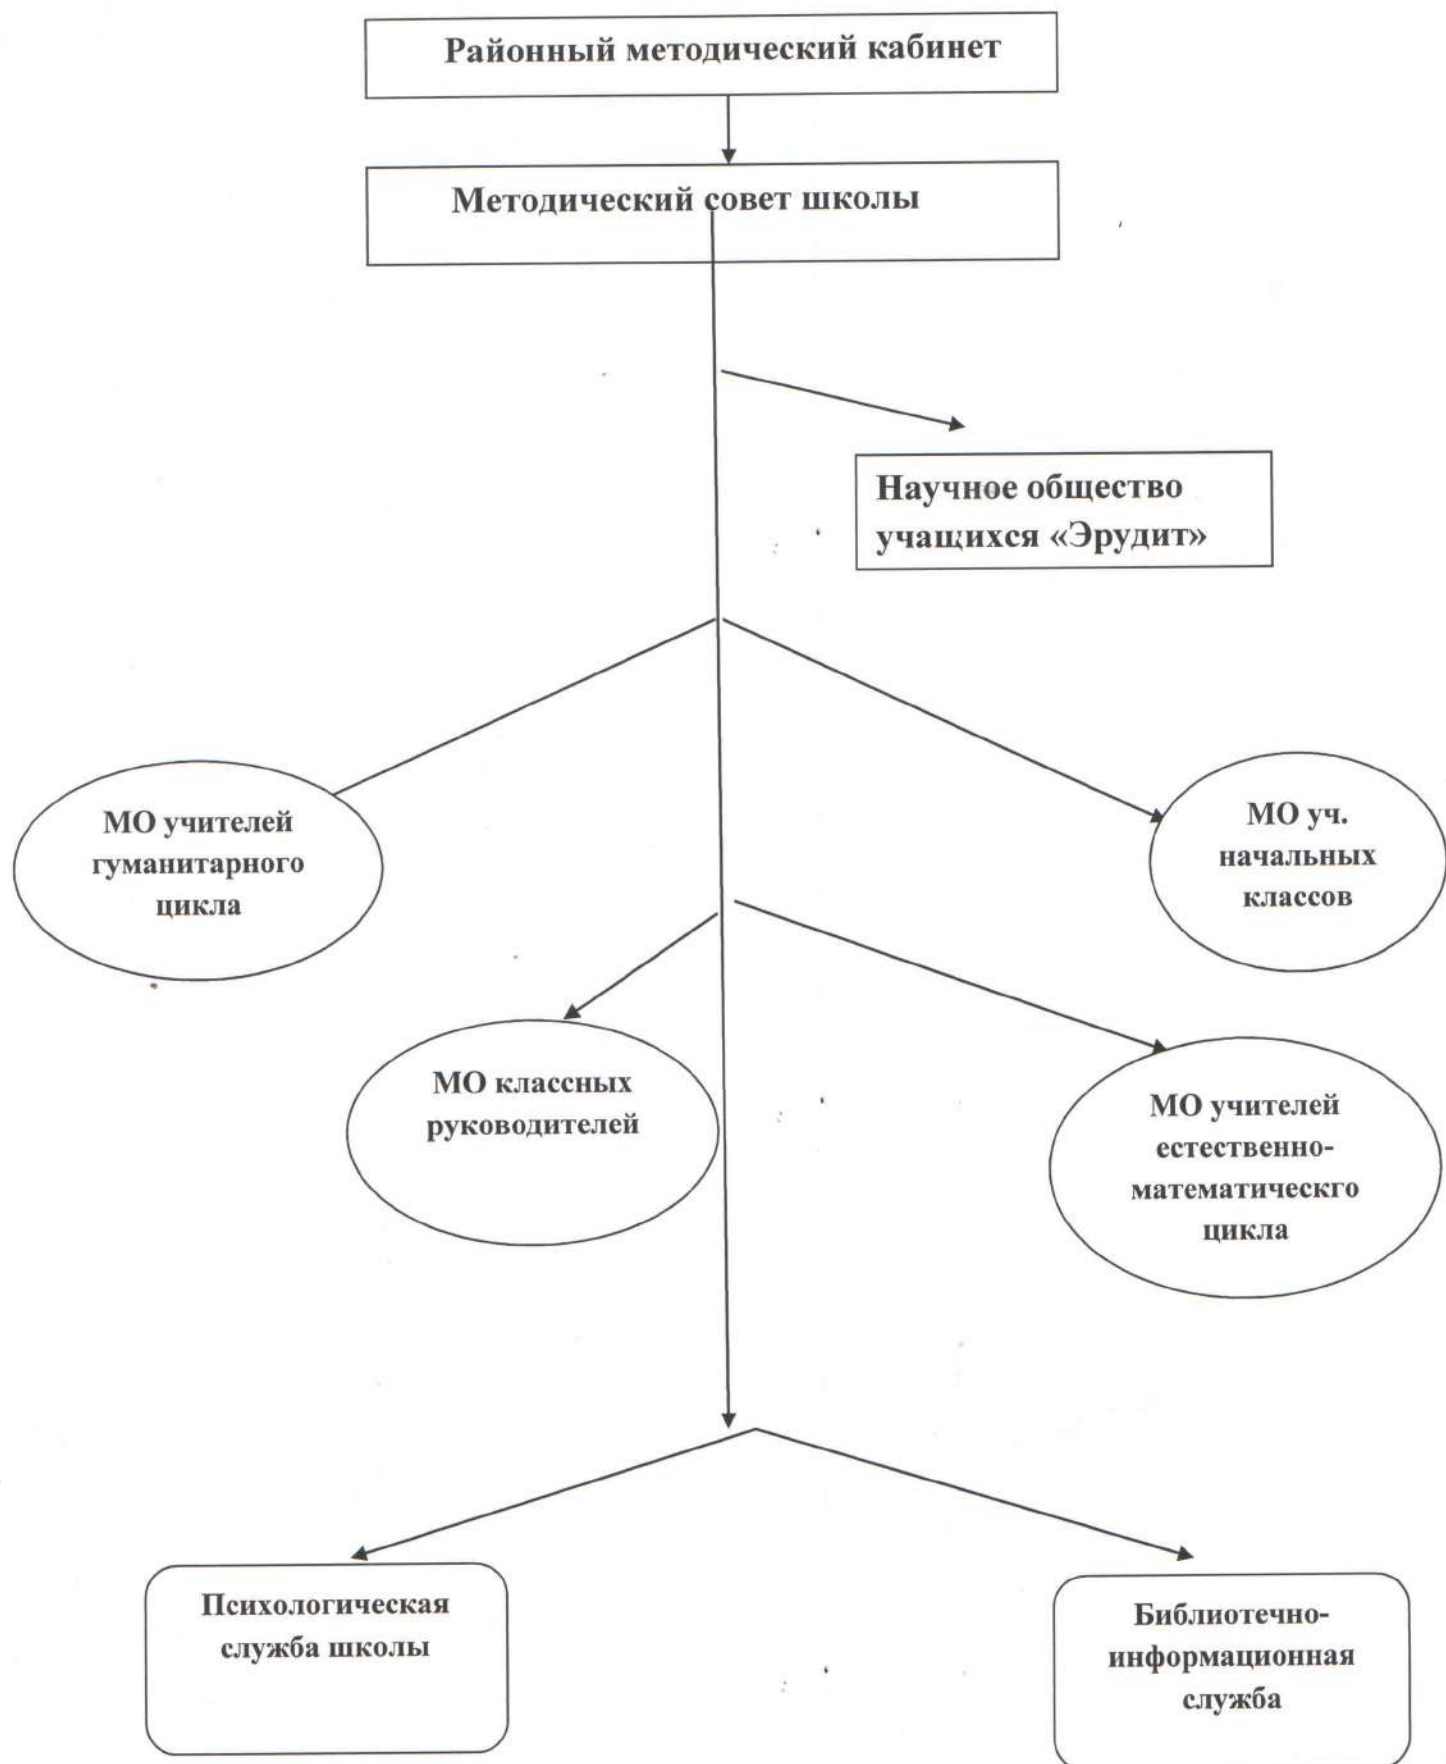 Районный методический кабинет
Методический совет школы
Научное общество
учащихся «Эрудит»
МО учителей
гуманитарного
цикла
МО уч.
начальных
классов
МО классных
руководителей
МО учителей
естественно-
математическго
цикла
Психологическая
служба школы
Библиотечно-
информационная
служба